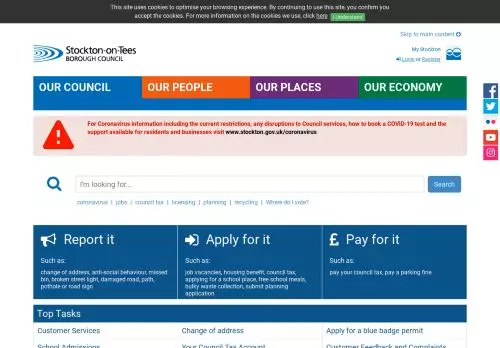 This site uses cookies to optimise your browsing experience. By continuing to use this site, you confirm you
accept the cookies. For more information on the cookies we use, click here I understand
Skip to main content
Stockton-on-Tees
BOROUGH COUNCIL
My Stockton
Login or Register
OUR COUNCIL
OUR PEOPLE
OUR PLACES
OUR ECONOMY
For Coronavirus information including the current restrictions, any disruptions to Council services, how to book a COVID-19 test and the
support available for residents and businesses visit www.stockton.gov.uk/coronavirus
I'm looking for...
Search
coronavirus | jobs | council tax | licensing | planning | recycling | Where do I vote?
Report it
Such as:
change of address, anti-social behaviour, missed
bin, broken street light, damaged road, path,
pothole or road sign
Apply for it
Such as:
job vacancies, housing benefit, council tax,
applying for a school place, free school meals,
bulky waste collection, submit planning
application
Pay for it
Such as:
pay your council tax, pay a parking fine
Top Tasks
Customer Services
Change of address
Apply for a blue badge permit
School Admissions
Your Council Tax Account
Customer Feedback and Complaints